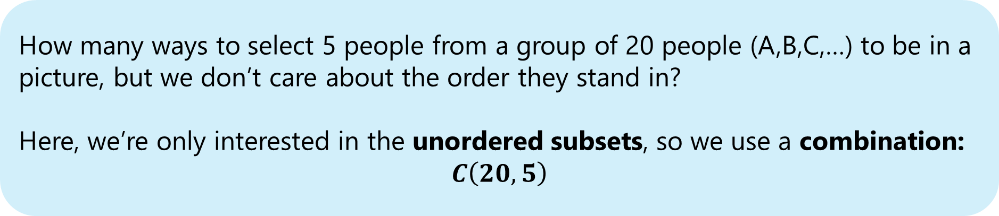 How many ways to select 5 people from a group of 20 people (A,B,C,...) to be in a
picture, but we don’t care about the order they stand in?
Here, we’re only interested in the unordered subsets, so we use a combination:
C(20, 5)